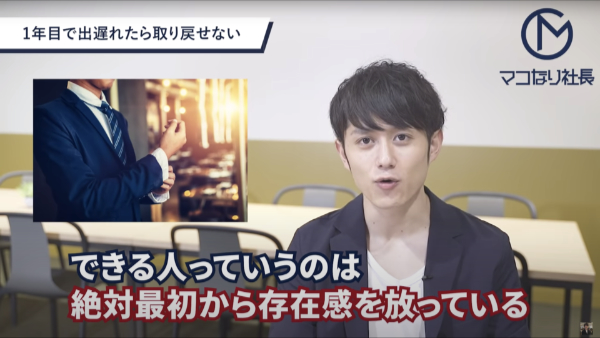 1年目で出遅れたら取り戻せない
マコなり社長
できる人っていうのは
絶対最初から存在感を放っている